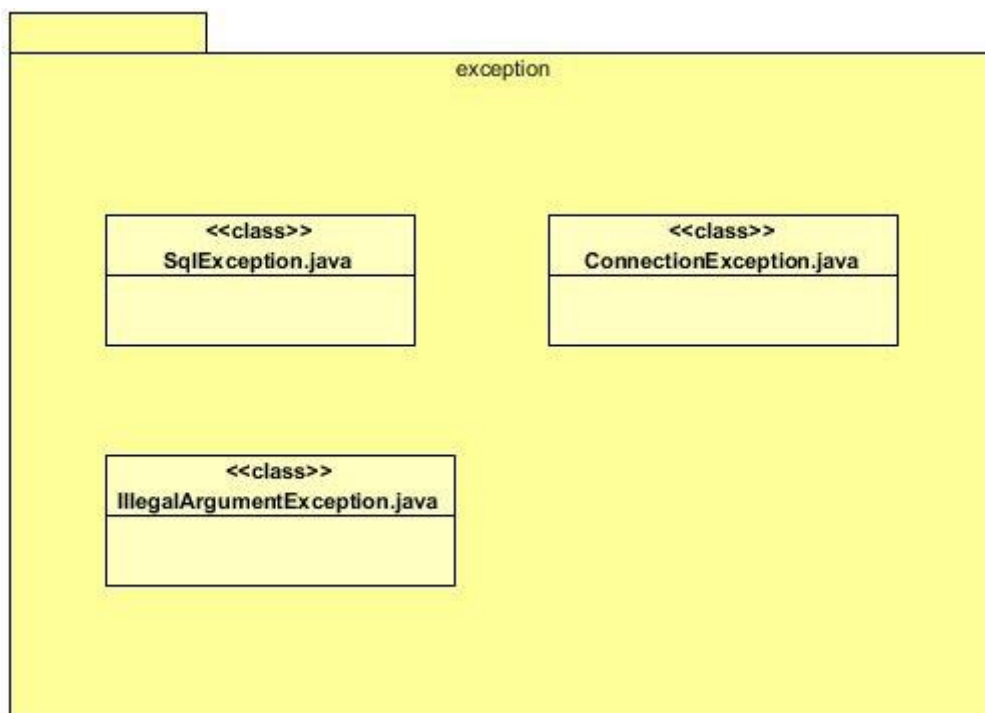 exception
<<class>>
SqlException.java
<<class>>
ConnectionException.java
<<class>>
IllegalArgumentException.java